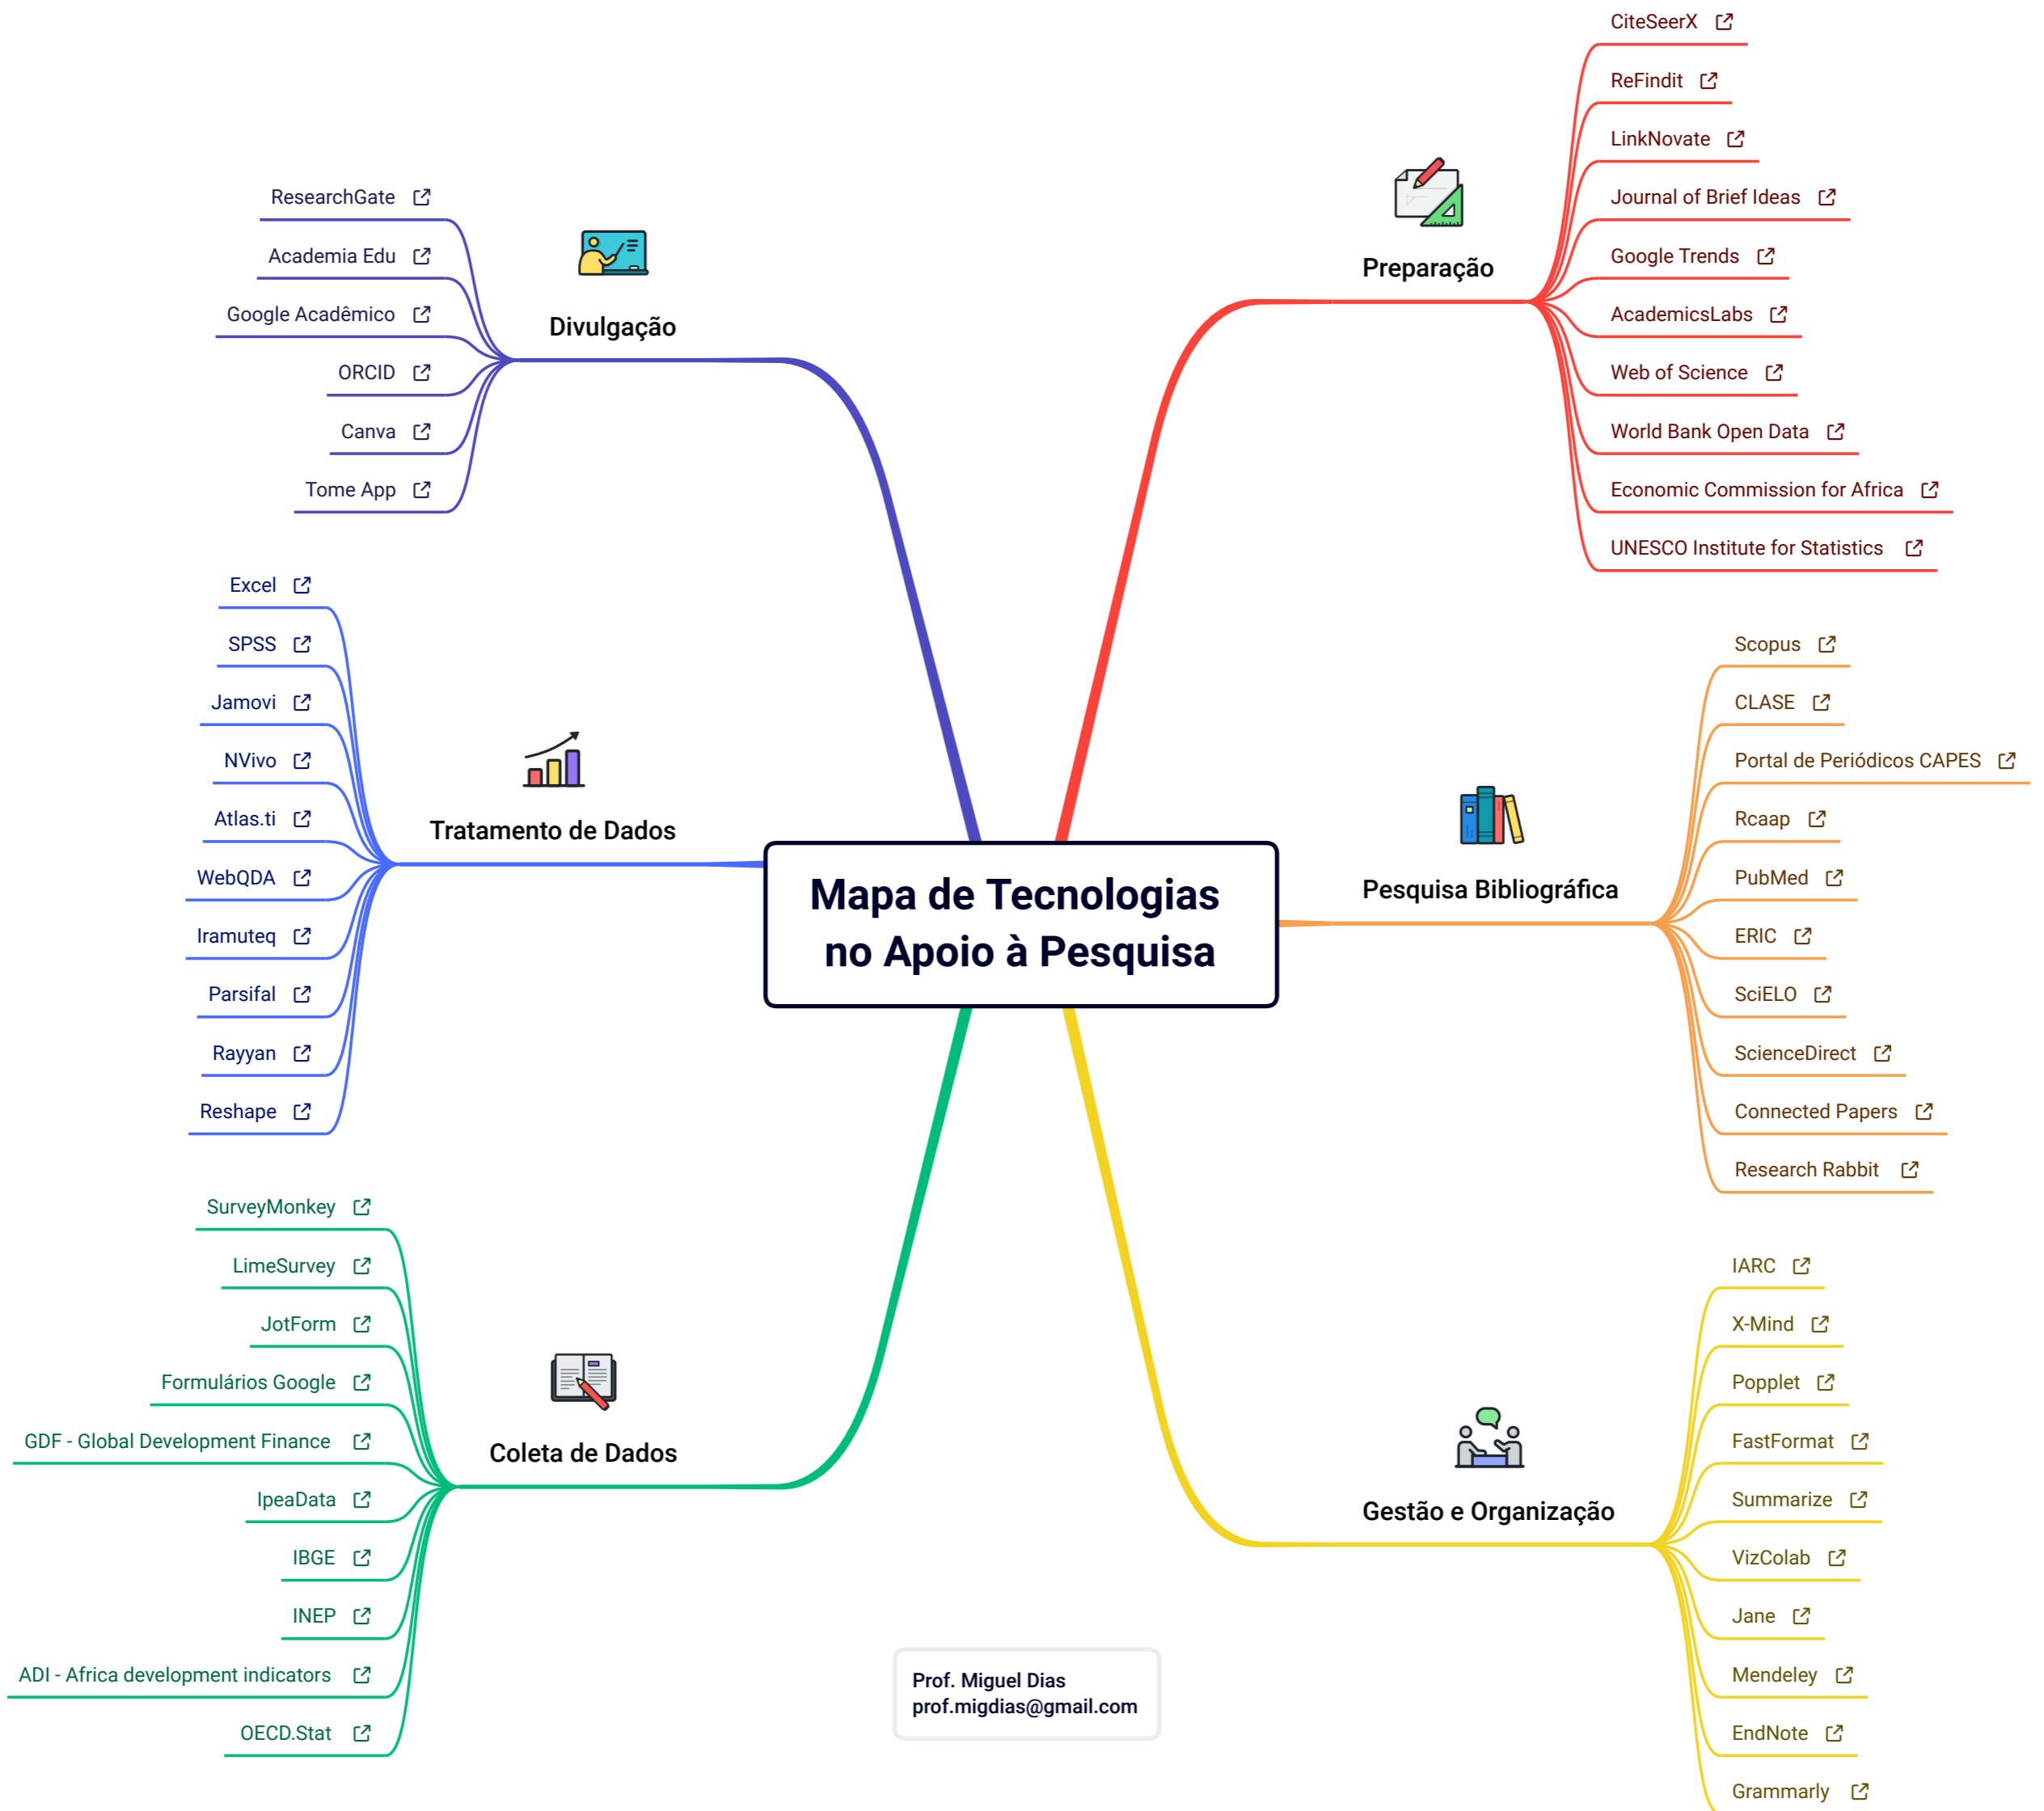 Mapa de Tecnologias
no Apoio à Pesquisa
Preparação
CiteSeerX
ReFindit
LinkNovate
Journal of Brief Ideas
Google Trends
AcademicsLabs
Web of Science
World Bank Open Data
Economic Commission for Africa
UNESCO Institute for Statistics
Pesquisa Bibliográfica
Scopus
CLASE
Portal de Periódicos CAPES
Rcaap
PubMed
ERIC
SciELO
ScienceDirect
Connected Papers
Research Rabbit
Gestão e Organização
IARC
X-Mind
Popplet
FastFormat
Summarize
VizColab
Jane
Mendeley
EndNote
Grammarly
Coleta de Dados
SurveyMonkey
LimeSurvey
JotForm
Formulários Google
GDF - Global Development Finance
IpeaData
IBGE
INEP
ADI - Africa development indicators
OECD.Stat
Tratamento de Dados
Excel
SPSS
Jamovi
NVivo
Atlas.ti
WebQDA
Iramuteq
Parsifal
Rayyan
Reshape
Divulgação
ResearchGate
Academia Edu
Google Acadêmico
ORCID
Canva
Tome App
Prof. Miguel Dias
prof.migdias@gmail.com